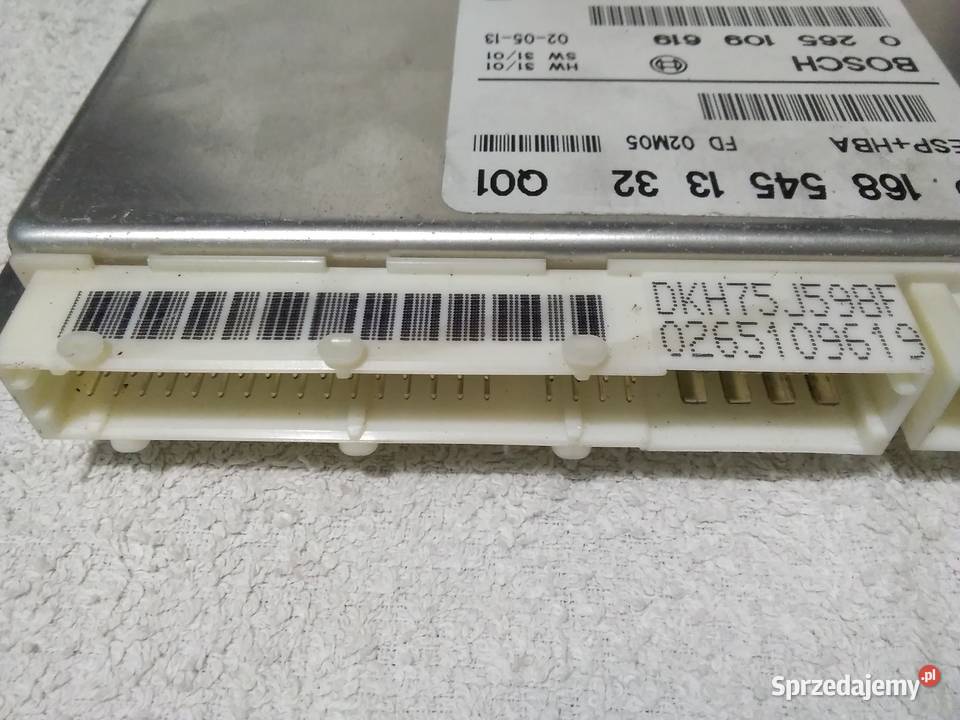 168 545 13 32 Q01
ESP+HBA FD 02M05
BOSCH HW 31/01
SW 31/01
0 265 109 619 02-05-13
DKH75J598F
0265109619
Sprzedajemy.pl